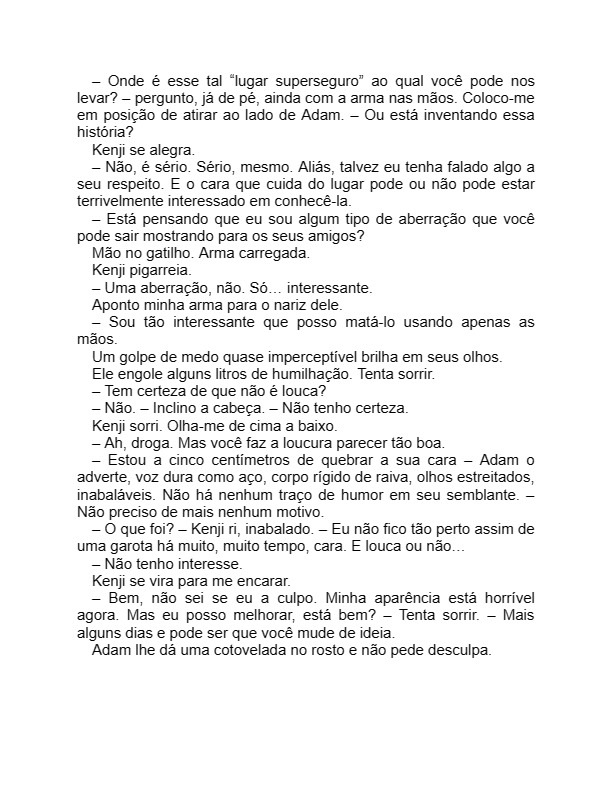 – Onde é esse tal “lugar superseguro” ao qual você pode nos
levar? – pergunto, já de pé, ainda com a arma nas mãos. Coloco-me
em posição de atirar ao lado de Adam. – Ou está inventando essa
história?
Kenji se alegra.
– Não, é sério. Sério, mesmo. Aliás, talvez eu tenha falado algo a
seu respeito. E o cara que cuida do lugar pode ou não pode estar
terrivelmente interessado em conhecê-la.
– Está pensando que eu sou algum tipo de aberração que você
pode sair mostrando para os seus amigos?
Mão no gatilho. Arma carregada.
Kenji pigarreia.
– Uma aberração, não. Só… interessante.
Aponto minha arma para o nariz dele.
– Sou tão interessante que posso matá-lo usando apenas as
mãos.
Um golpe de medo quase imperceptível brilha em seus olhos.
Ele engole alguns litros de humilhação. Tenta sorrir.
– Tem certeza de que não é louca?
– Não. – Inclino a cabeça. – Não tenho certeza.
Kenji sorri. Olha-me de cima a baixo.
– Ah, droga. Mas você faz a loucura parecer tão boa.
– Estou a cinco centímetros de quebrar a sua cara – Adam o
adverte, voz dura como aço, corpo rígido de raiva, olhos estreitados,
inabaláveis. Não há nenhum traço de humor em seu semblante. –
Não preciso de mais nenhum motivo.
– O que foi? – Kenji ri, inabalado. – Eu não fico tão perto assim de
uma garota há muito, muito tempo, cara. E louca ou não…
– Não tenho interesse.
Kenji se vira para me encarar.
– Bem, não sei se eu a culpo. Minha aparência está horrível
agora. Mas eu posso melhorar, está bem? – Tenta sorrir. – Mais
alguns dias e pode ser que você mude de ideia.
Adam lhe dá uma cotovelada no rosto e não pede desculpa.